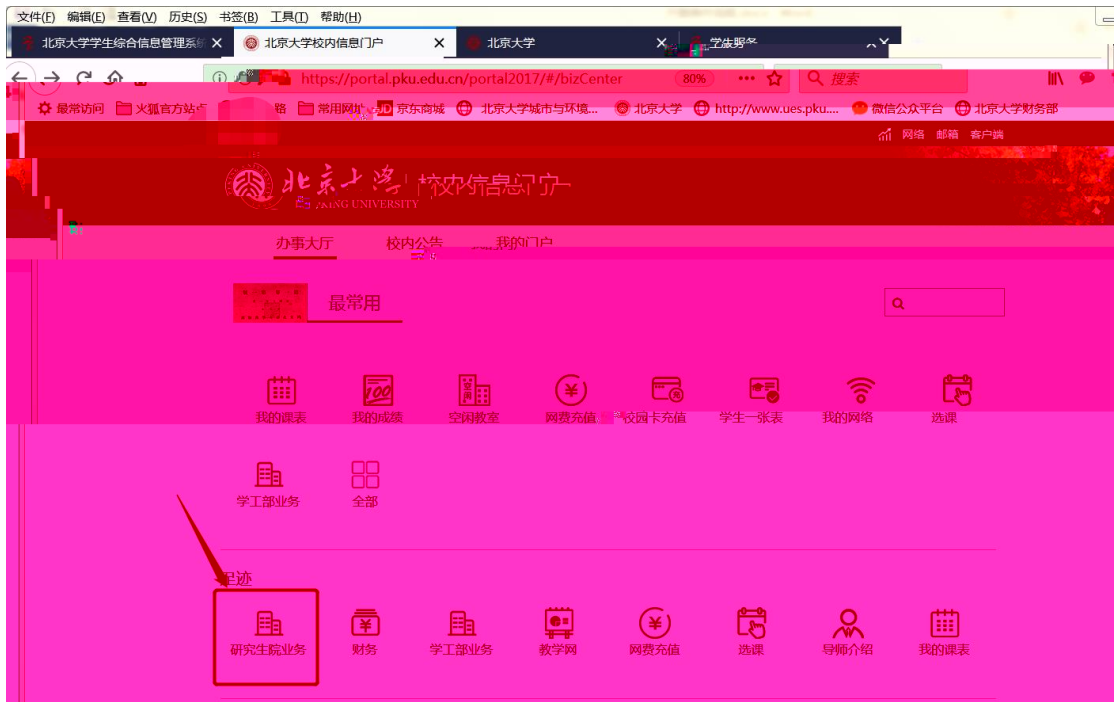 文件(F) 编辑(E) 查看(V) 历史(S) 书签(B) 工具(T) 帮助(H)
北京大学学生综合信息管理系统 北京大学校内信息门户 北京大学
https://portal.pku.edu.cn/portal2017/#/bizCenter 80% 搜索
最常访问 火狐官方站点 常用网址 JD 京东商城 北京大学城市与环境... 北京大学 http://www.ues.pku.... 微信公众平台 北京大学财务部
网络 邮箱 客户端
北京大学 校内信息门户
UNIVERSITY
办事大厅 校内公告 我的门户
最常用
我的课表 我的成绩 空闲教室 网费充值 校园卡充值 学生一张表 我的网络 选课
学工部业务 全部
足迹
研究生院业务 财务 学工部业务 教学网 网费充值 选课 导师介绍 我的课表